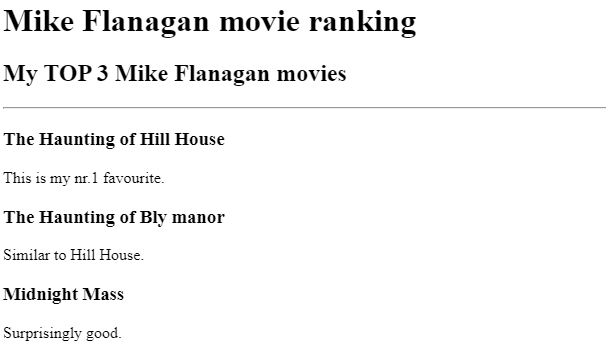 Mike Flanagan movie ranking
My TOP 3 Mike Flanagan movies
The Haunting of Hill House
This is my nr.1 favourite.
The Haunting of Bly manor
Similar to Hill House.
Midnight Mass
Surprisingly good.